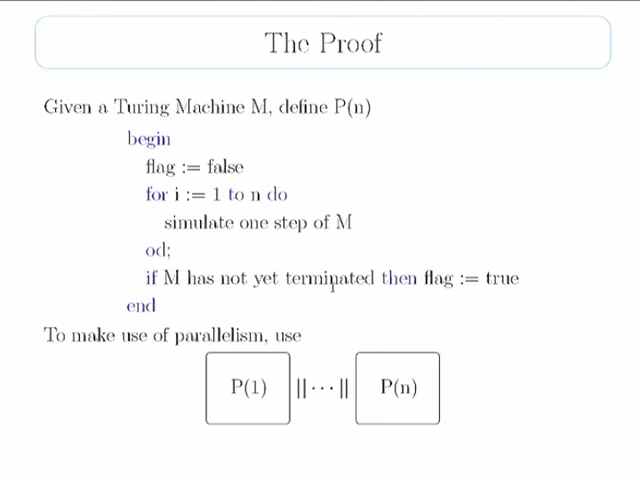 The Proof
Given a Turing Machine M, define P(n)
begin
flag := false
for i := 1 to n do
simulate one step of M
od;
if M has not yet terminated then flag := true
end
To make use of parallelism, use
P(1) ||···|| P(n)